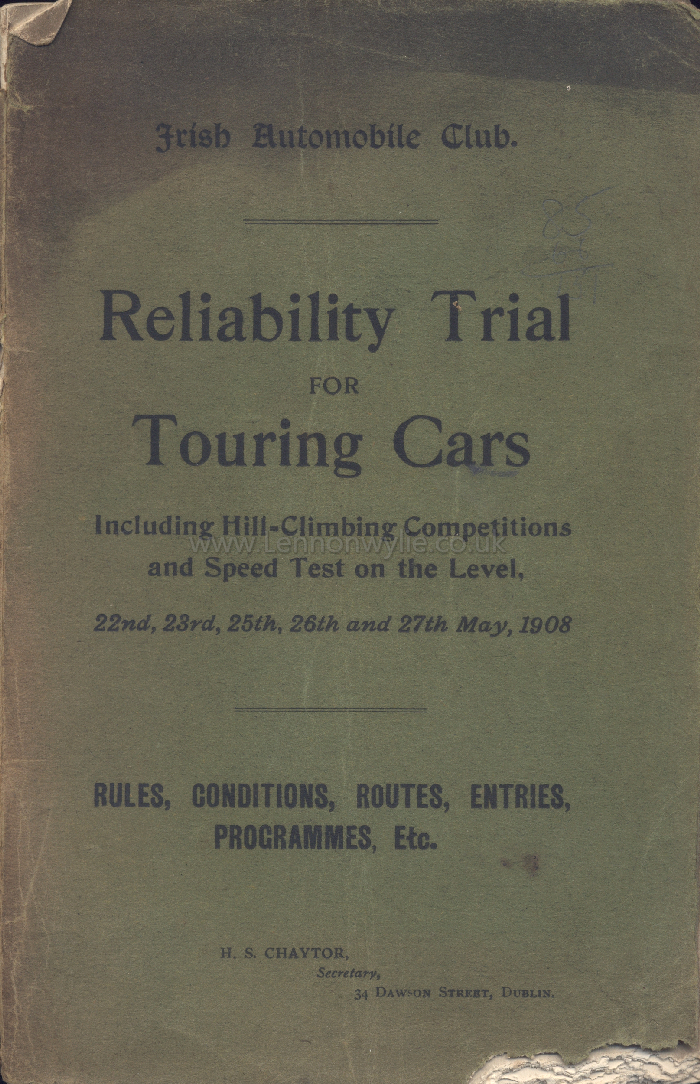 Irish Automobile Club.
Reliability Trial
FOR
Touring Cars
Including Hill-Climbing Competitions
www.Lennonwylie.co.uk
and Speed Test on the Level,
22nd, 23rd, 25th, 26th and 27th May, 1908
RULES, CONDITIONS, ROUTES, ENTRIES,
PROGRAMMES, Etc.
H. S. CHAYTOR,
Secretary,
34 DAWSON STREET, DUBLIN.